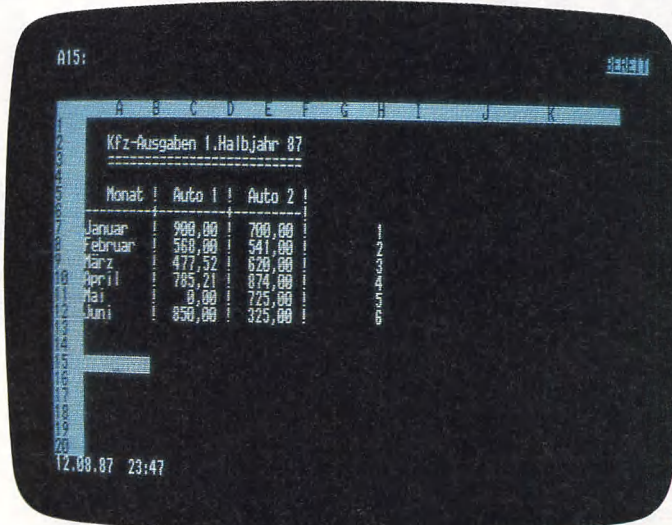 A15:
BEREIT
A B C D E F G H I J K
1
2 Kfz-Ausgaben 1.Halbjahr 87
3 ==========================
4
5 Monat ! Auto 1 ! Auto 2 !
6 --------+--------+--------!
7 Januar ! 900,00 ! 700,00 ! 1
8 Februar ! 568,00 ! 541,00 ! 2
9 März ! 477,52 ! 620,00 ! 3
10 April ! 785,21 ! 874,00 ! 4
11 Mai ! 0,00 ! 725,00 ! 5
12 Juni ! 850,00 ! 325,00 ! 6
13
14
15
16
17
18
19
20
12.08.87 23:47